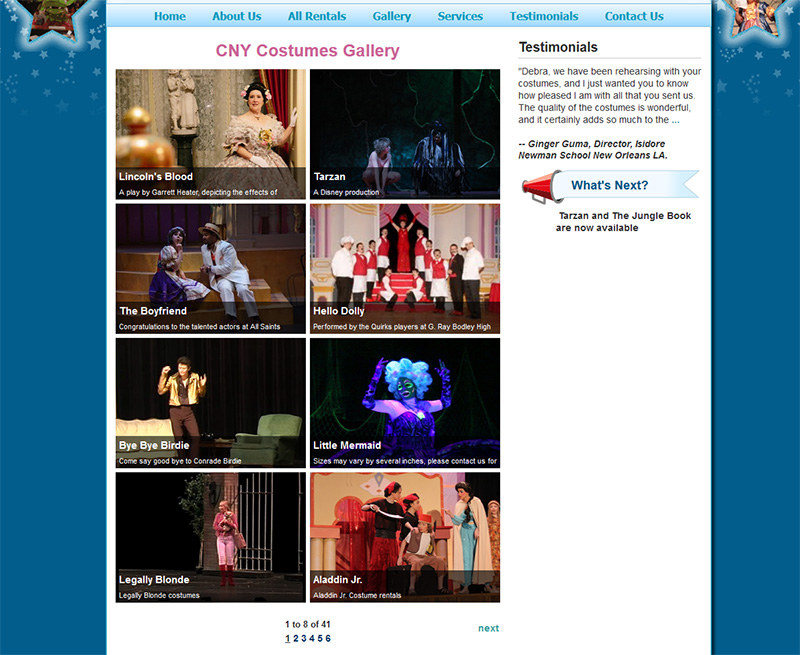 Home About Us All Rentals Gallery Services Testimonials Contact Us
CNY Costumes Gallery
Lincoln's Blood
A play by Garrett Heater, depicting the effects of
Tarzan
A Disney production
The Boyfriend
Congratulations to the talented actors at All Saints
Hello Dolly
Performed by the Quirks players at G. Ray Bodley High
Bye Bye Birdie
Come say good bye to Conrade Birdie
Little Mermaid
Sizes may vary by several inches, please contact us for
Legally Blonde
Legally Blonde costumes
Aladdin Jr.
Aladdin Jr. Costume rentals
1 to 8 of 41
1 2 3 4 5 6
next
Testimonials
"Debra, we have been rehearsing with your
costumes, and I just wanted you to know
how pleased I am with all that you sent us.
The quality of the costumes is wonderful,
and it certainly adds so much to the ...
-- Ginger Guma, Director, Isidore
Newman School New Orleans LA.
What's Next?
Tarzan and The Jungle Book
are now available